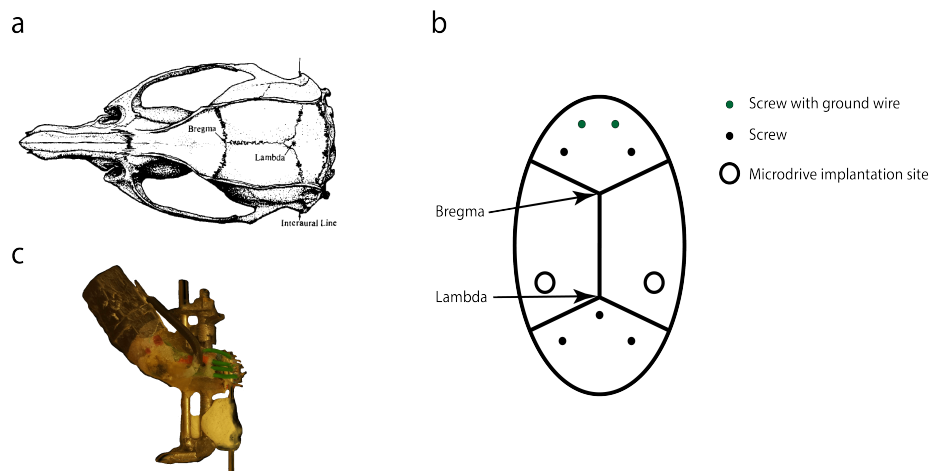 a
Bregma
Lambda
Interaural Line
b
Bregma
Lambda
Screw with ground wire
Screw
Microdrive implantation site
c